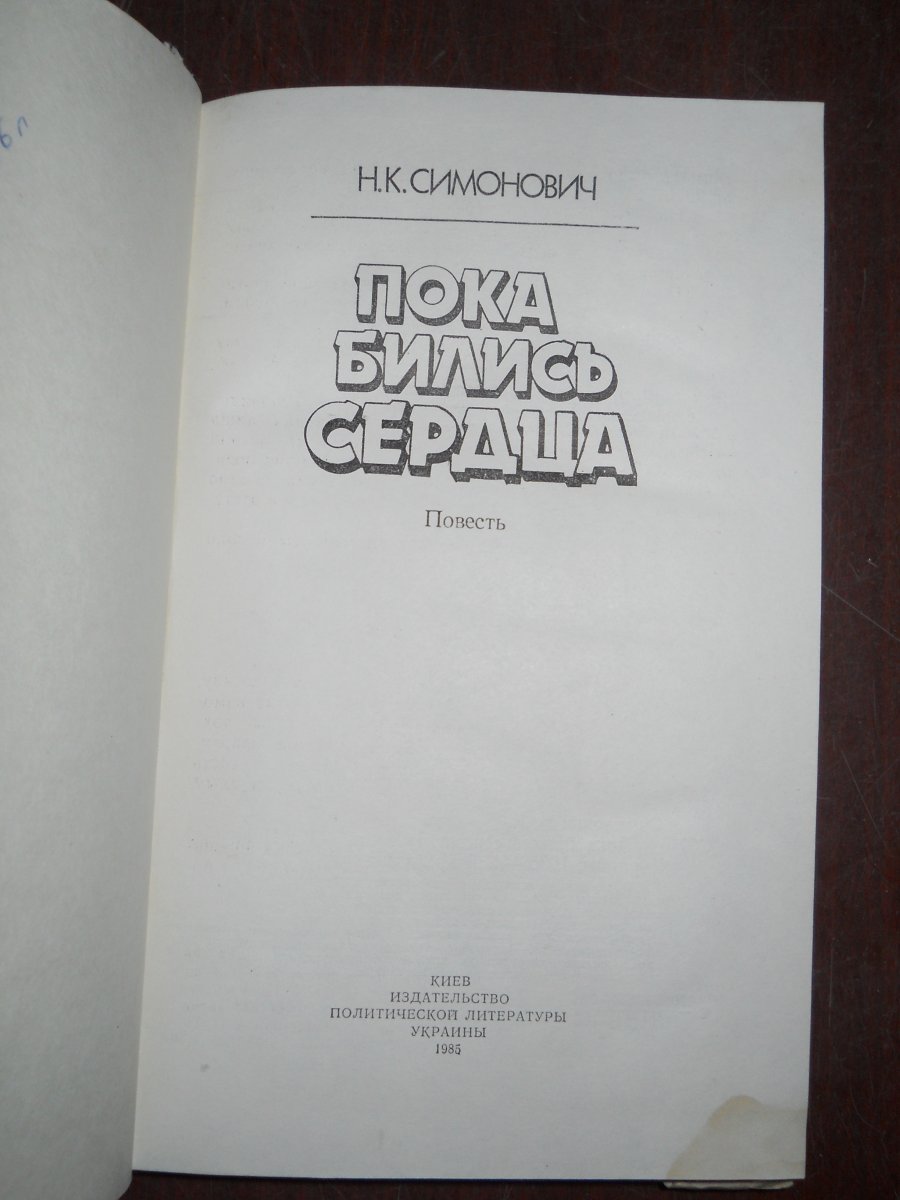 Н.К.СИМОНОВИЧ
ПОКА
БИЛИСЬ
СЕРДЦА
Повесть
КИЕВ
ИЗДАТЕЛЬСТВО
ПОЛИТИЧЕСКОЙ ЛИТЕРАТУРЫ
УКРАИНЫ
1985